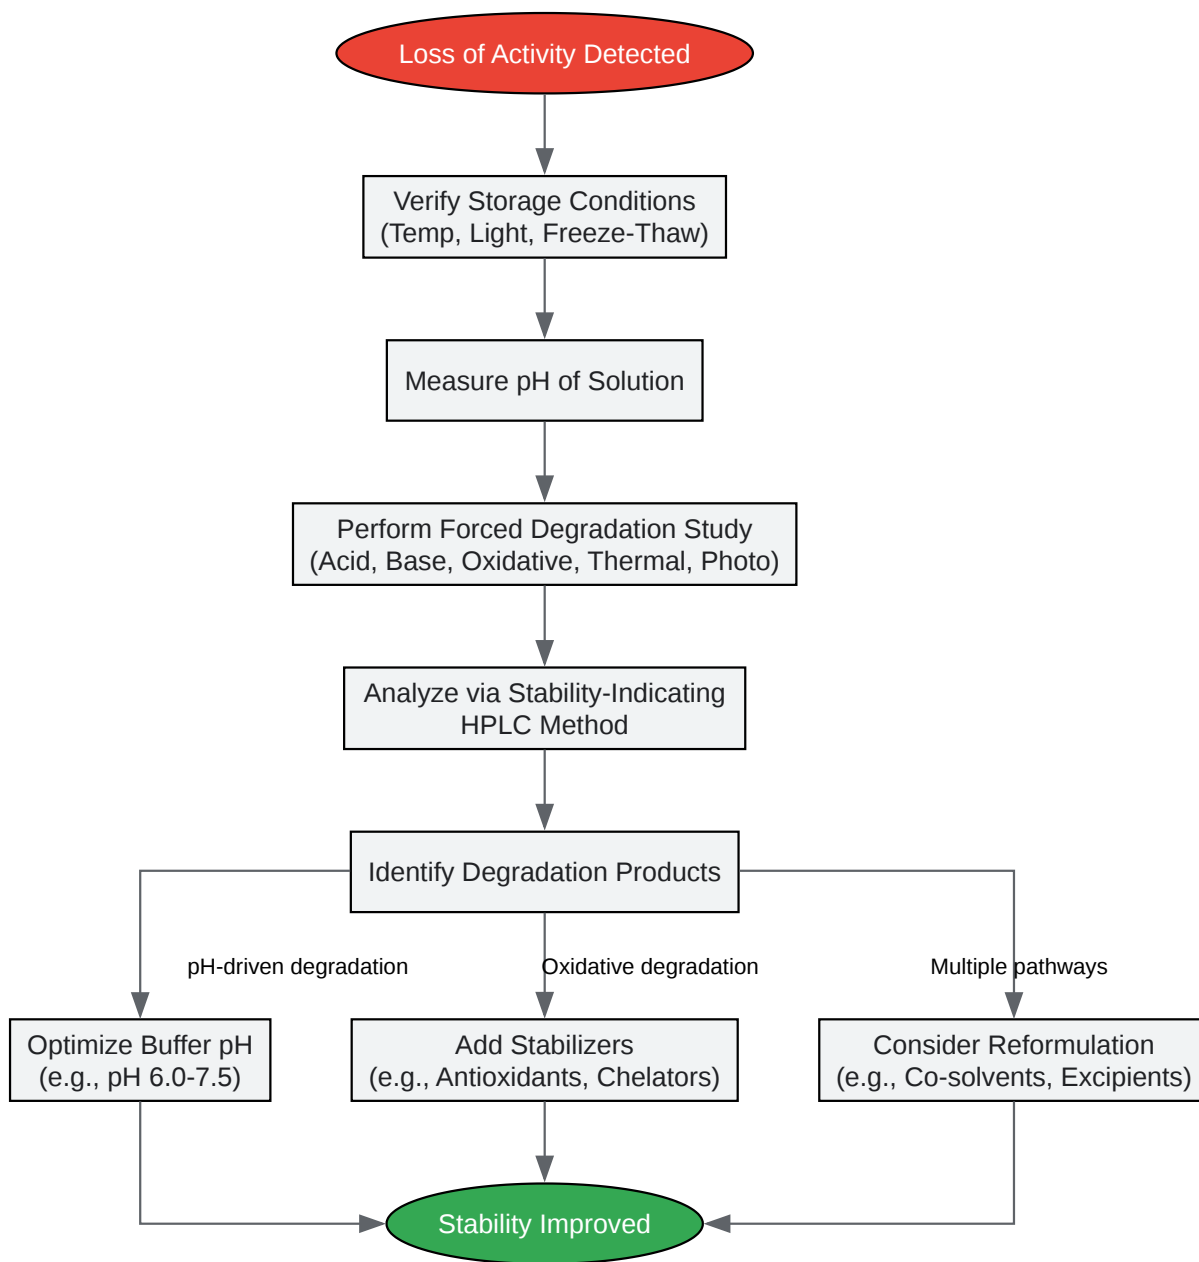 Loss of Activity Detected
Verify Storage Conditions
(Temp, Light, Freeze-Thaw)
Measure pH of Solution
Perform Forced Degradation Study
(Acid, Base, Oxidative, Thermal, Photo)
Analyze via Stability-Indicating
HPLC Method
Identify Degradation Products
pH-driven degradation
Oxidative degradation
Multiple pathways
Optimize Buffer pH
(e.g., pH 6.0-7.5)
Add Stabilizers
(e.g., Antioxidants, Chelators)
Consider Reformulation
(e.g., Co-solvents, Excipients)
Stability Improved